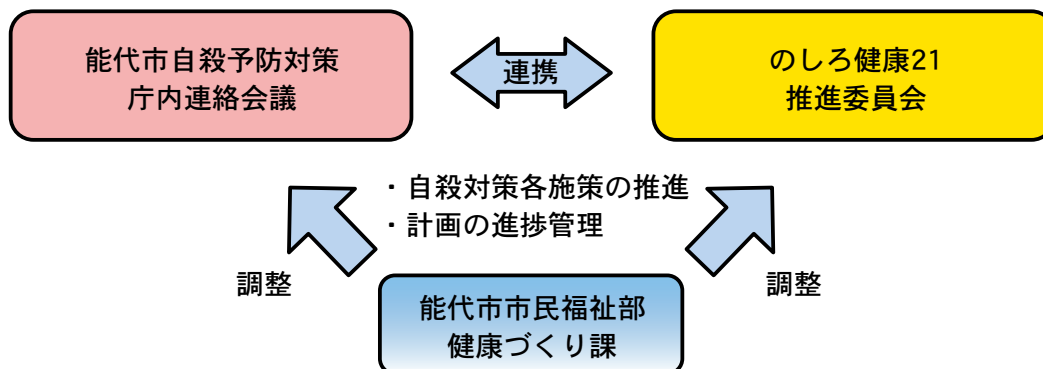 能代市自殺予防対策
庁内連絡会議
連携
のしろ健康21
推進委員会
・自殺対策各施策の推進
・計画の進捗管理
調整
調整
能代市市民福祉部
健康づくり課